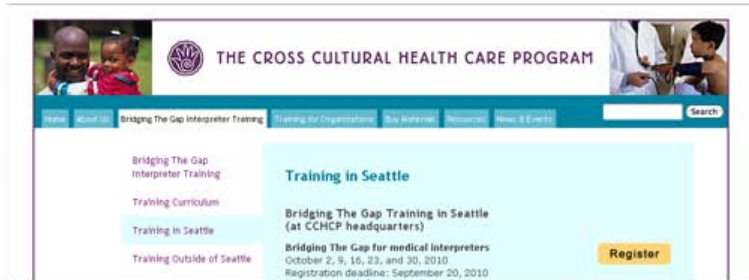 THE CROSS CULTURAL HEALTH CARE PROGRAM
Home About Us Bridging The Gap Interpreter Training Training for Organizations Buy Materials Resources News & Events Search
Bridging The Gap
Interpreter Training
Training Curriculum
Training in Seattle
Training Outside of Seattle
Training in Seattle
Bridging The Gap Training in Seattle
(at CCHCP headquarters)
Bridging The Gap for medical interpreters
October 2, 9, 16, 23, and 30, 2010
Registration deadline: September 20, 2010
Register